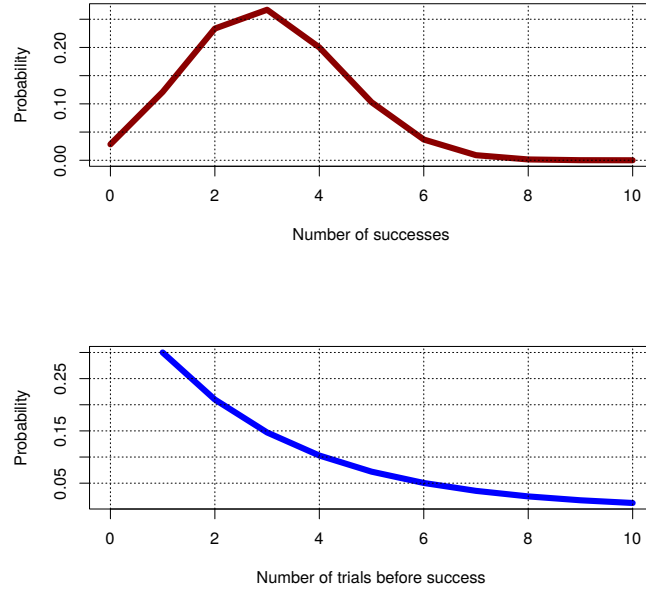 Probability
0.20
0.10
0.00
0 2 4 6 8 10
Number of successes
Probability
0.25
0.15
0.05
0 2 4 6 8 10
Number of trials before success